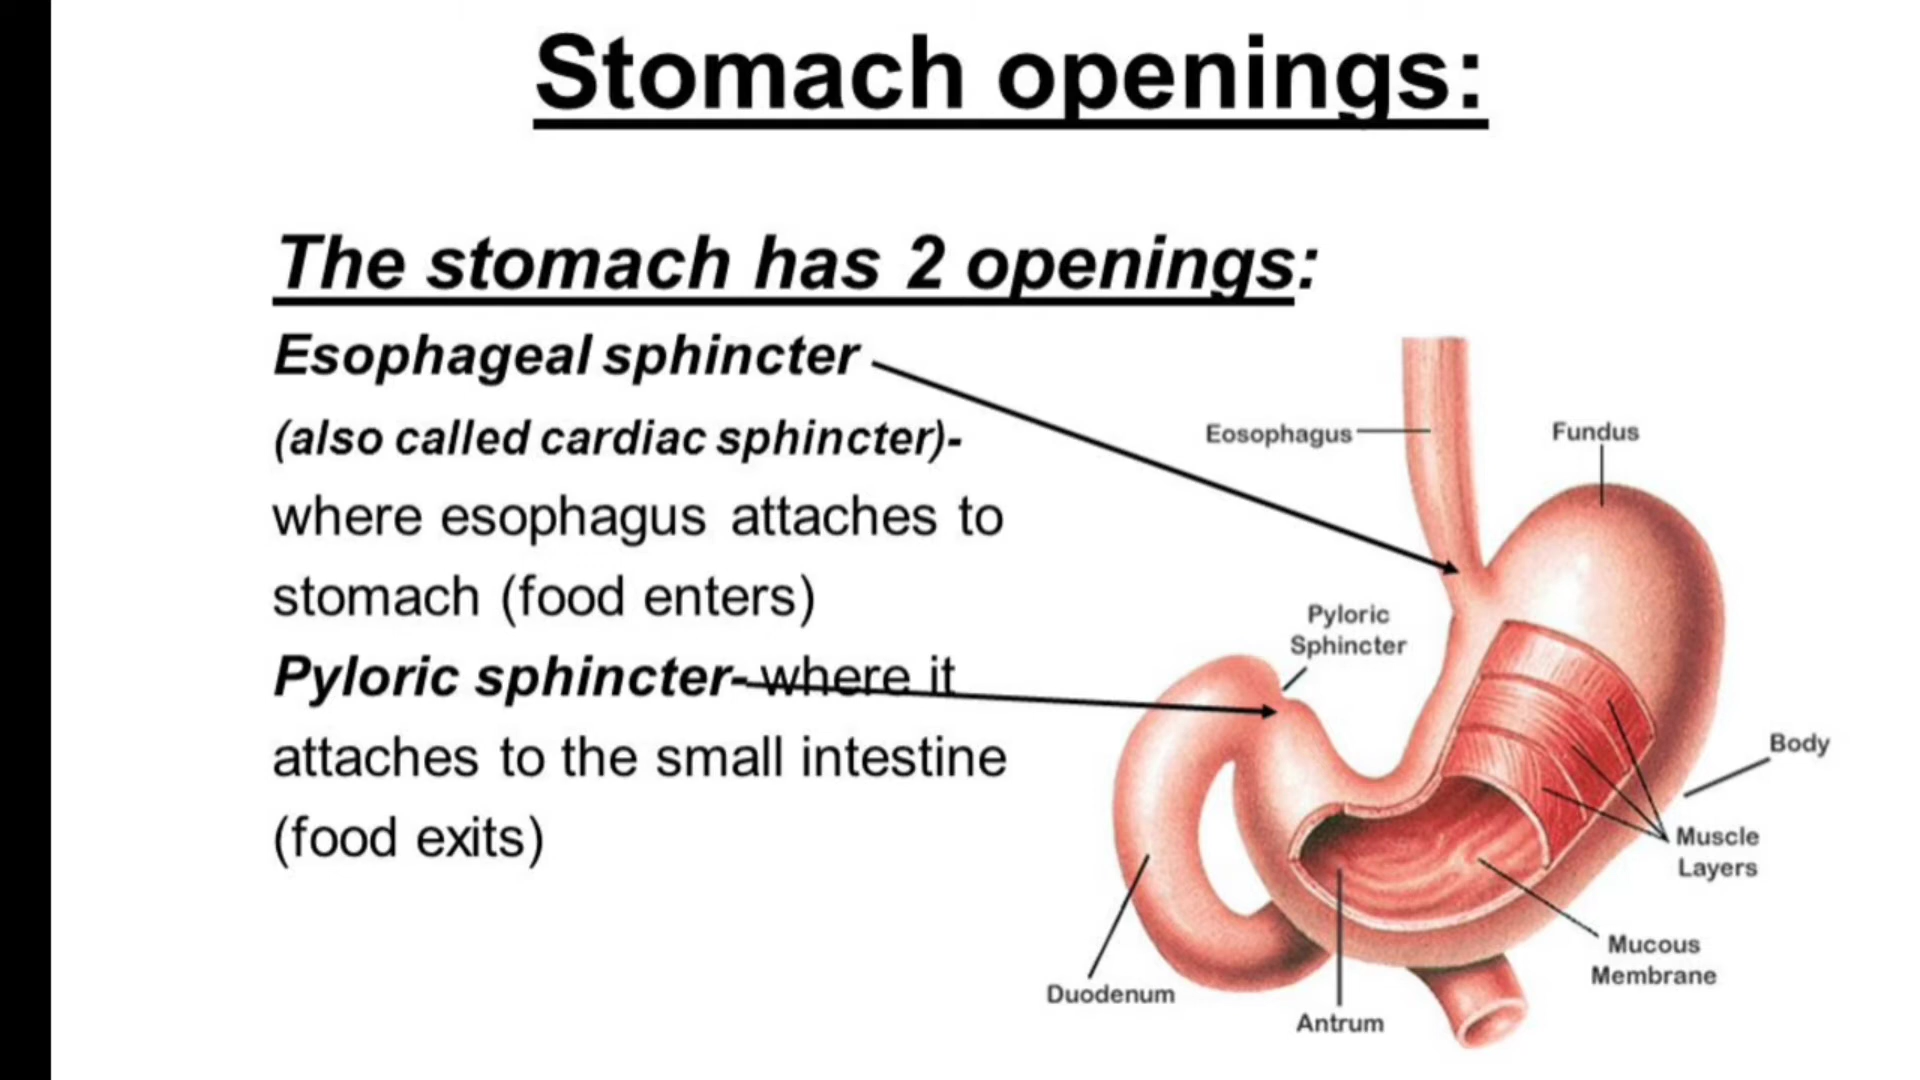 Stomach openings:
The stomach has 2 openings:
Esophageal sphincter
(also called cardiac sphincter)-
where esophagus attaches to
stomach (food enters)
Pyloric sphincter- where it
attaches to the small intestine
(food exits)
Eosophagus
Fundus
Pyloric
Sphincter
Body
Muscle
Layers
Mucous
Membrane
Duodenum
Antrum